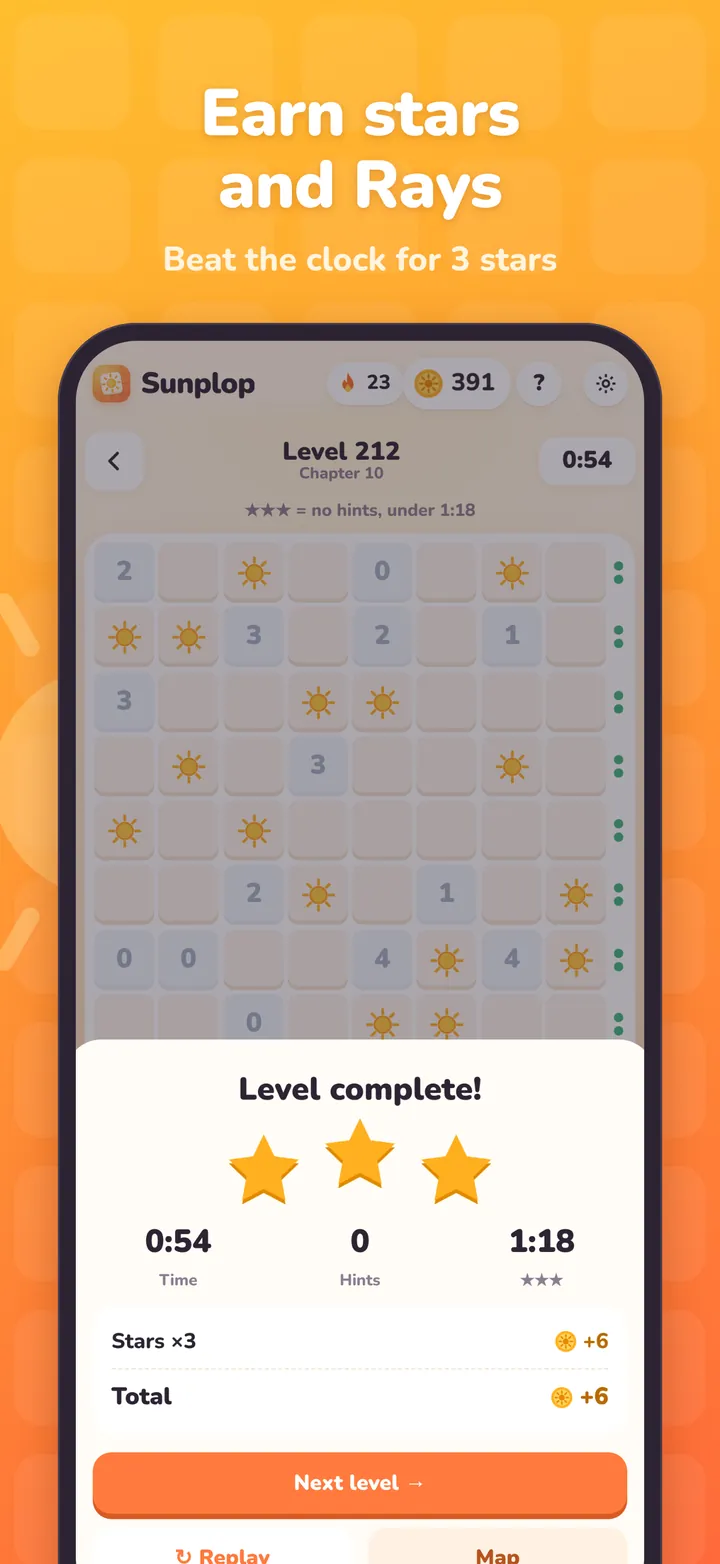 Earn stars
and Rays
Beat the clock for 3 stars
Sunplop 23 391 ?
Level 212
Chapter 10
0:54
★★★ = no hints, under 1:18
2 0
3 2 1
3
3
2 1
0 0 4 4
0
Level complete!
0:54 0 1:18
Time Hints ★★★
Stars ×3 +6
Total +6
Next level →
↻ Replay Map